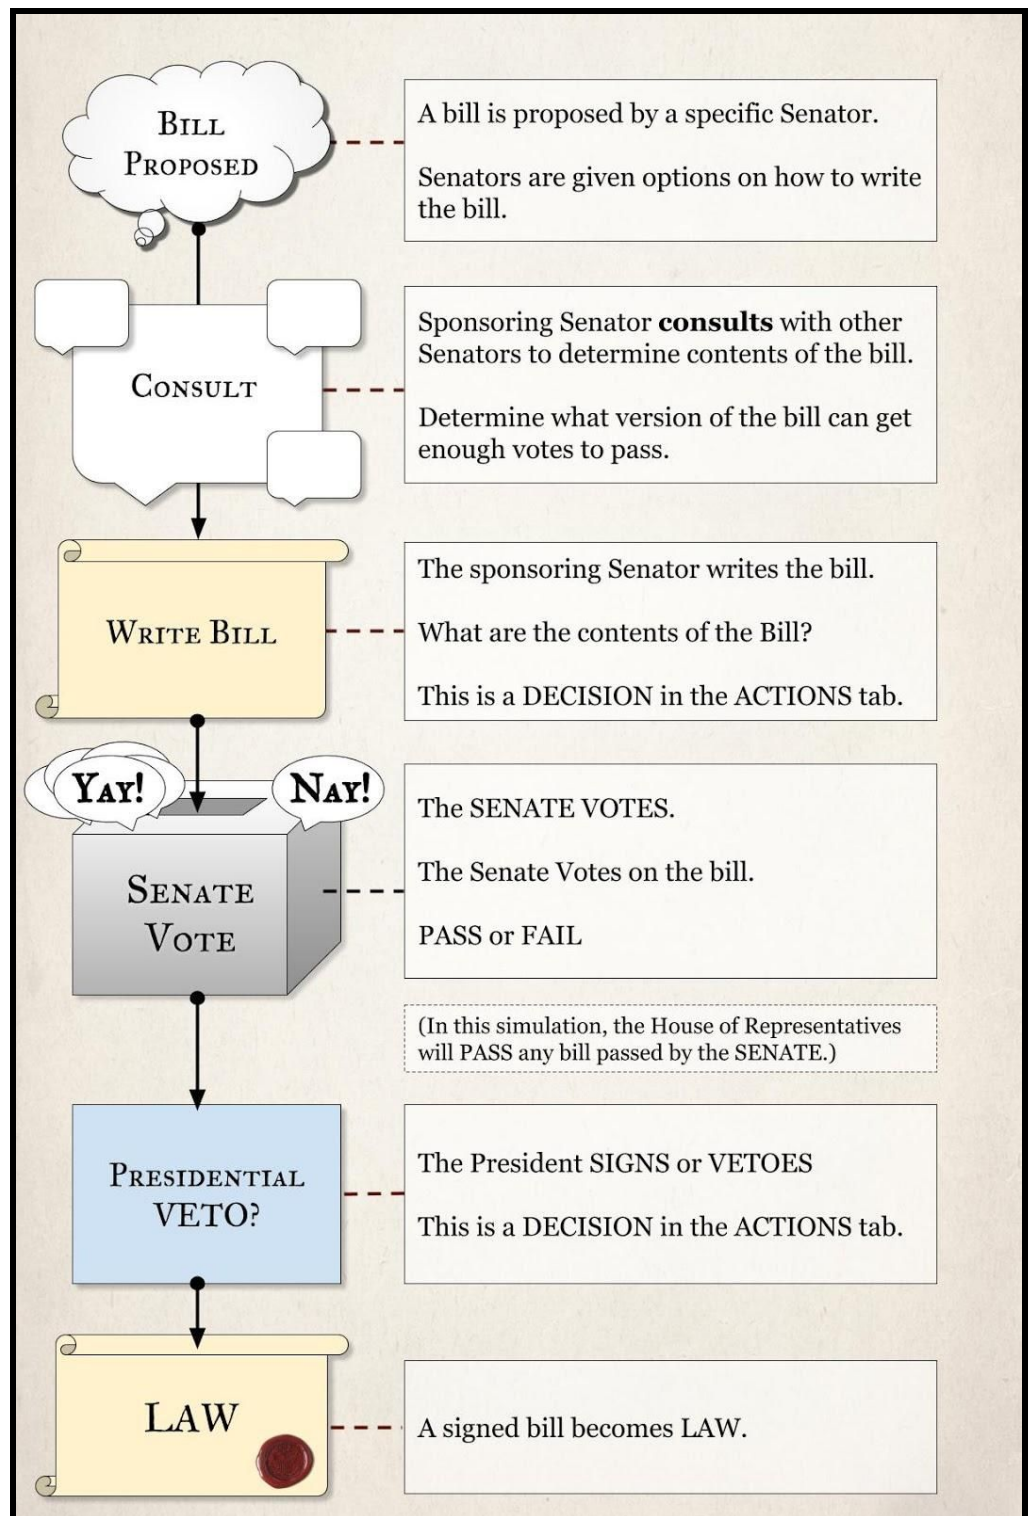 BILL
PROPOSED
A bill is proposed by a specific Senator.
Senators are given options on how to write
the bill.
CONSULT
Sponsoring Senator consults with other
Senators to determine contents of the bill.
Determine what version of the bill can get
enough votes to pass.
WRITE BILL
The sponsoring Senator writes the bill.
What are the contents of the Bill?
This is a DECISION in the ACTIONS tab.
YAY!
NAY!
SENATE
VOTE
The SENATE VOTES.
The Senate Votes on the bill.
PASS or FAIL
(In this simulation, the House of Representatives
will PASS any bill passed by the SENATE.)
PRESIDENTIAL
VETO?
The President SIGNS or VETOES
This is a DECISION in the ACTIONS tab.
LAW
A signed bill becomes LAW.